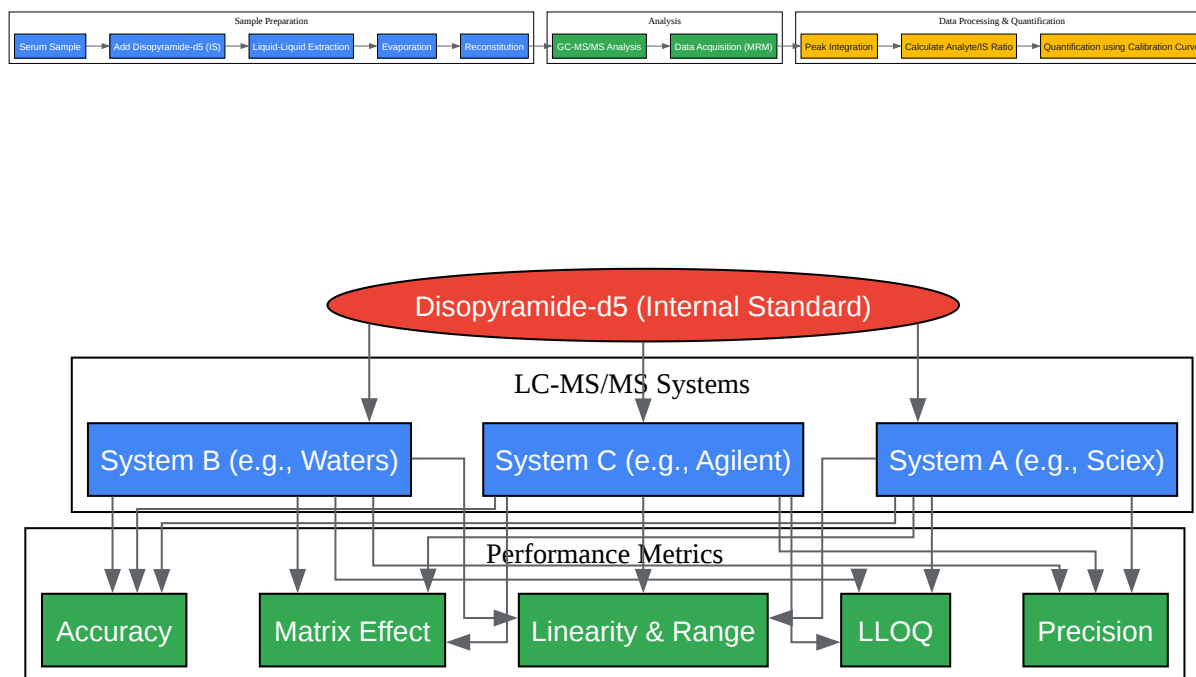 Sample Preparation
Serum Sample
Add Disopyramide-d5 (IS)
Liquid-Liquid Extraction
Evaporation
Reconstitution
Analysis
GC-MS/MS Analysis
Data Acquisition (MRM)
Data Processing & Quantification
Peak Integration
Calculate Analyte/IS Ratio
Quantification using Calibration Curve
Disopyramide-d5 (Internal Standard)
LC-MS/MS Systems
System B (e.g., Waters)
System C (e.g., Agilent)
System A (e.g., Sciex)
Performance Metrics
Accuracy
Matrix Effect
Linearity & Range
LLOQ
Precision